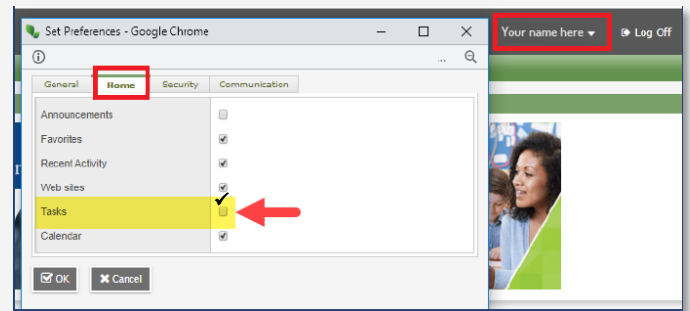 Set Preferences - Google Chrome
Your name here
Log Off
...
General Home Security Communication
Announcements
Favorites
Recent Activity
Web sites
Tasks
Calendar
OK Cancel